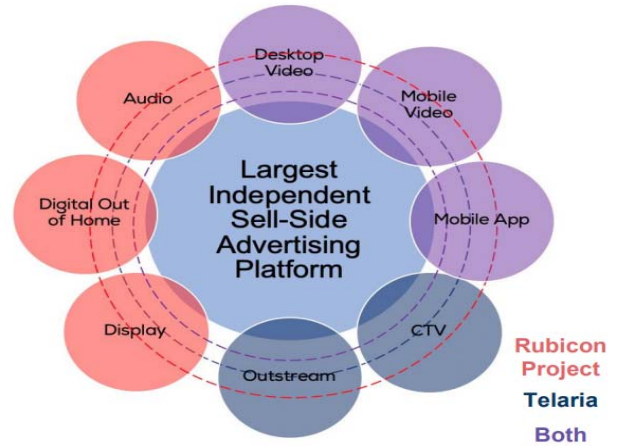 Desktop
Video
Audio
Mobile
Video
Largest
Independent
Sell-Side
Advertising
Platform
Digital Out
of Home
Mobile App
Display
CTV
Outstream
Rubicon
Project
Telaria
Both